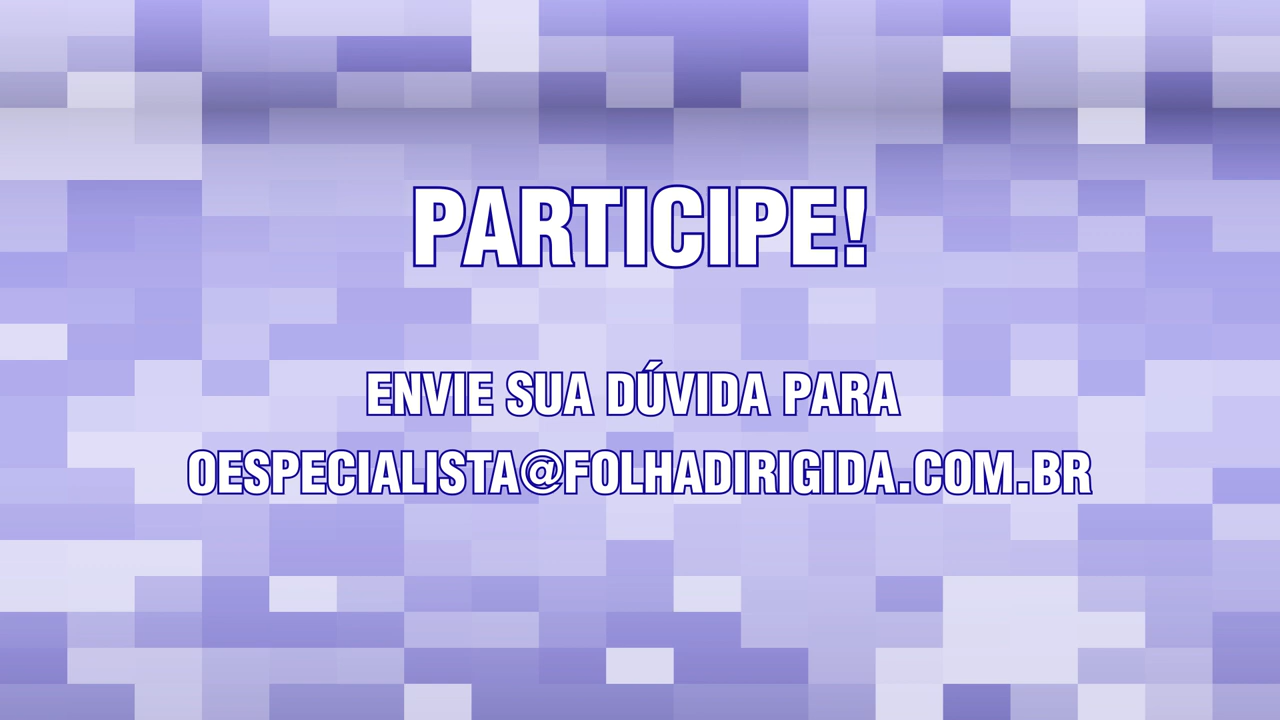 PARTICIPE!
ENVIE SUA DÚVIDA PARA
OESPECIALISTA@FOLHADIRIGIDA.COM.BR